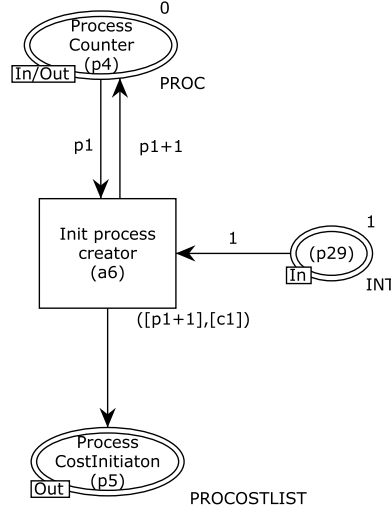 0
Process
Counter
(p4)
In/Out
PROC
p1
p1+1
Init process
creator
(a6)
1
1
(p29)
In
INT
([p1+1],[c1])
Process
CostInitiaton
(p5)
Out
PROCOSTLIST